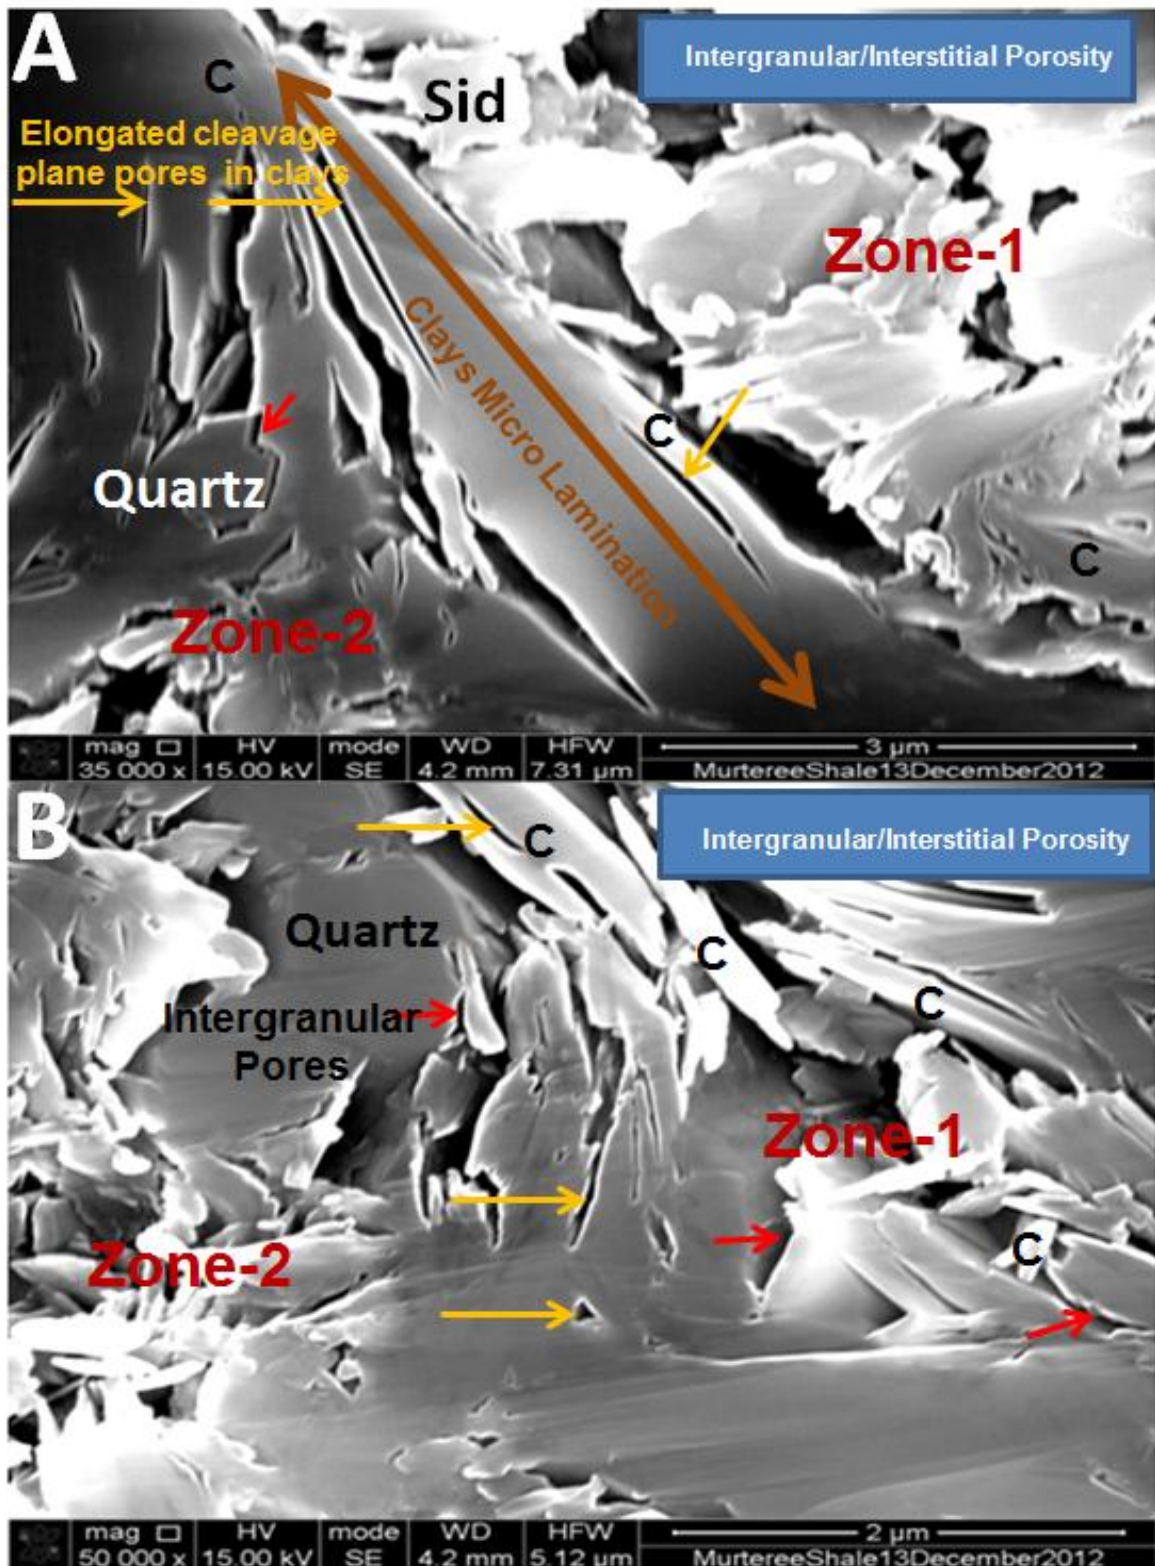 A
Intergranular/Interstitial Porosity
C
Sid
Elongated cleavage
plane pores in clays
Zone-1
Clays Micro Lamination
C
Quartz
C
Zone-2
mag HV mode WD HFW 3 µm
35 000 x 15.00 kV SE 4.2 mm 7.31 µm MurtereeShale13December2012
B
Intergranular/Interstitial Porosity
C
Quartz
C
C
Intergranular
Pores
Zone-1
C
Zone-2
mag HV mode WD HFW 2 µm
50 000 x 15.00 kV SE 4.2 mm 5.12 µm MurtereeShale13December2012